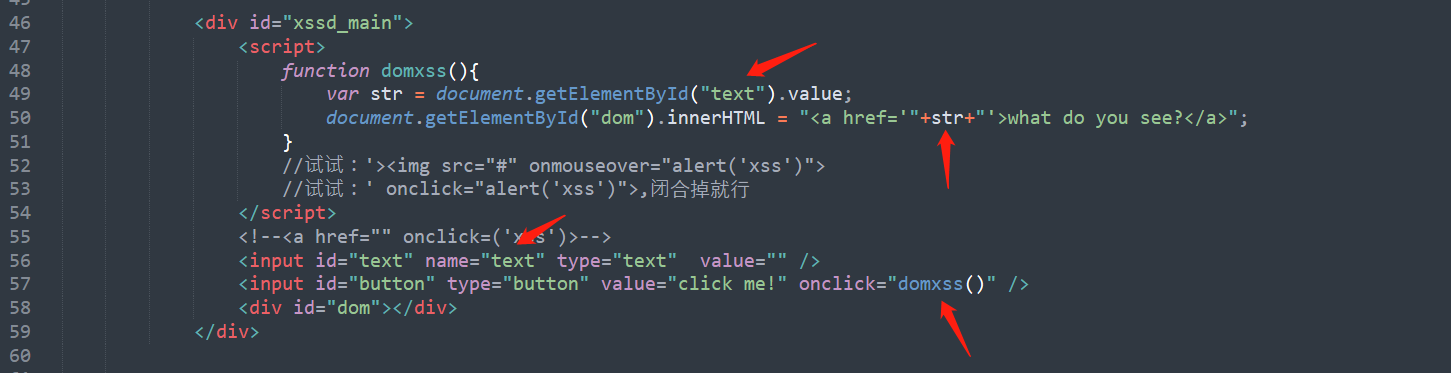 46 <div id="xssd_main">
47 <script>
48 function domxss(){
49 var str = document.getElementById("text").value;
50 document.getElementById("dom").innerHTML = "<a href='"+str+"'>what do you see?</a>";
51 }
52 //试试：'><img src="#" onmouseover="alert('xss')">
53 //试试：' onclick="alert('xss')">,闭合掉就行
54 </script>
55 <!--<a href="" onclick=('xss')>-->
56 <input id="text" name="text" type="text"  value="" />
57 <input id="button" type="button" value="click me!" onclick="domxss()" />
58 <div id="dom"></div>
59 </div>
60